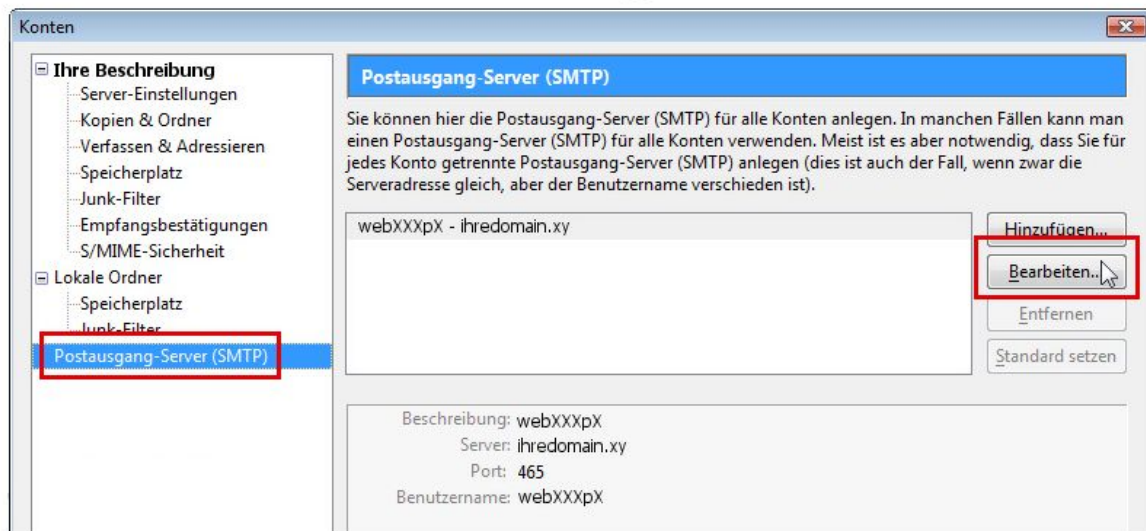 Konten
Ihre Beschreibung
Server-Einstellungen
Kopien & Ordner
Verfassen & Adressieren
Speicherplatz
Junk-Filter
Empfangsbestätigungen
S/MIME-Sicherheit
Lokale Ordner
Speicherplatz
Junk-Filter
Postausgang-Server (SMTP)
Postausgang-Server (SMTP)
Sie können hier die Postausgang-Server (SMTP) für alle Konten anlegen. In manchen Fällen kann man
einen Postausgang-Server (SMTP) für alle Konten verwenden. Meist ist es aber notwendig, dass Sie für
jedes Konto getrennte Postausgang-Server (SMTP) anlegen (dies ist auch der Fall, wenn zwar die
Serveradresse gleich, aber der Benutzername verschieden ist).
webXXXpX - ihredomain.xy
Hinzufügen...
Bearbeiten...
Entfernen
Standard setzen
Beschreibung: webXXXpX
Server: ihredomain.xy
Port: 465
Benutzername: webXXXpX